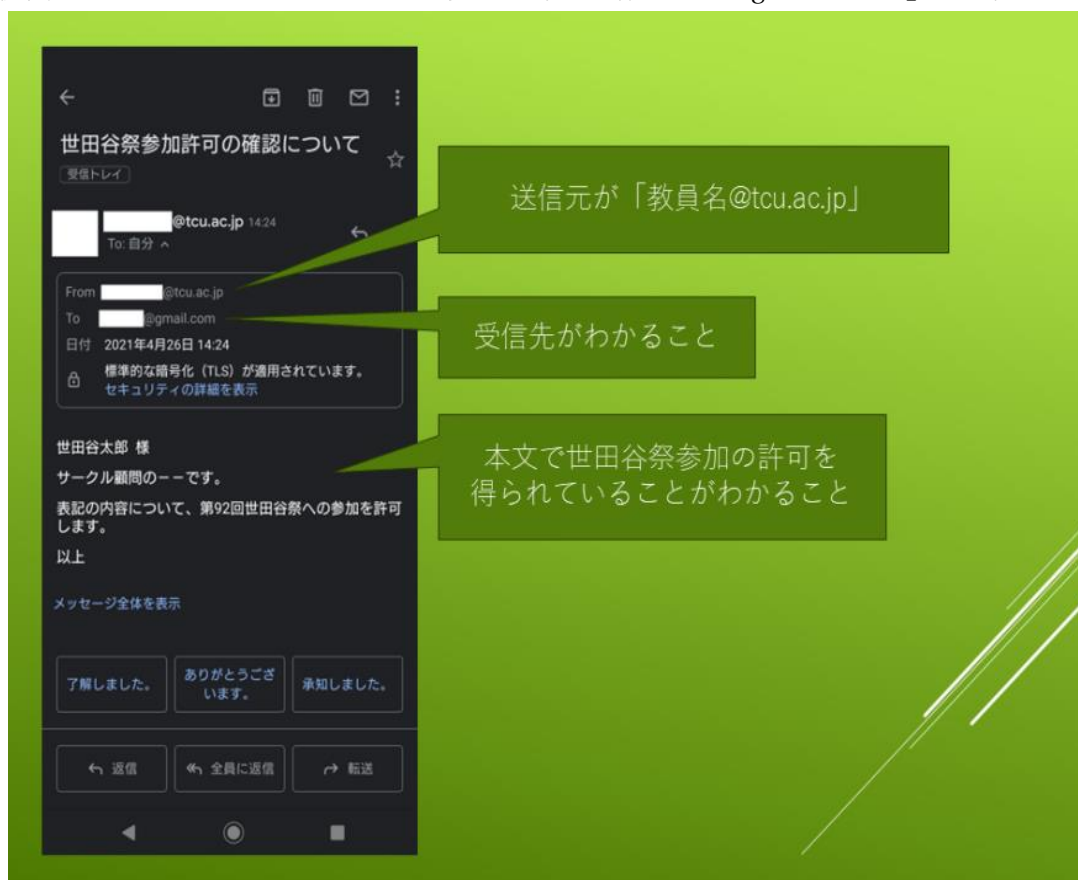 世田谷祭参加許可の確認について
受信トレイ
@tcu.ac.jp 14:24
To: 自分
From @tcu.ac.jp
To @gmail.com
日付 2021年4月26日 14:24
標準的な暗号化（TLS）が適用されています。
セキュリティの詳細を表示
世田谷太郎 様
サークル顧問の－－です。
表記の内容について、第92回世田谷祭への参加を許可
します。
以上
メッセージ全体を表示
了解しました。
ありがとうござ
います。
承知しました。
返信
全員に返信
転送
送信元が「教員名@tcu.ac.jp」
受信先がわかること
本文で世田谷祭参加の許可を
得られていることがわかること